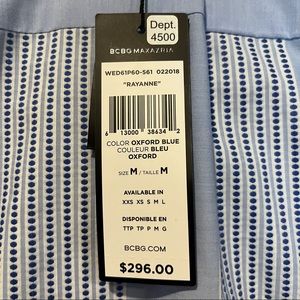 Dept.
4500
BCBGMAXAZRIA
WED61P60-561 022018
"RAYANNE"
6 13000 38634 2
COLOR OXFORD BLUE
COULEUR BLEU
OXFORD
SIZE M / TAILLE M
AVAILABLE IN
XXS XS S M L
DISPONIBLE EN
TTP TP P M G
BCBG.COM
$296.00